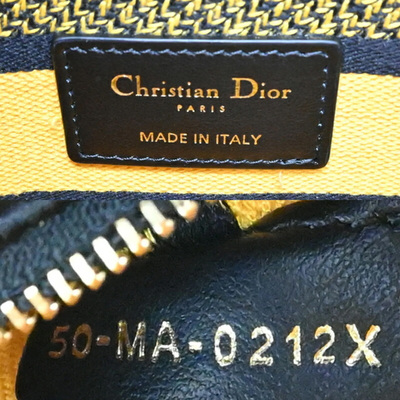 Christian Dior
PARIS
MADE IN ITALY
50-MA-0212X